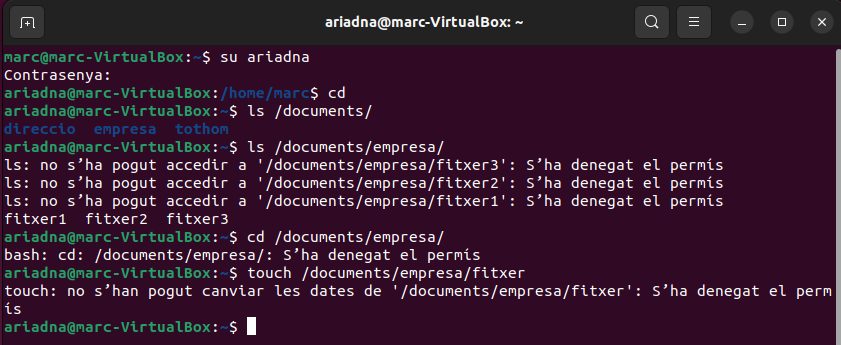 ariadna@marc-VirtualBox: ~
marc@marc-VirtualBox:~$ su ariadna
Contrasenya:
ariadna@marc-VirtualBox:/home/marc$ cd
ariadna@marc-VirtualBox:~$ ls /documents/
direccio  empresa  tothom
ariadna@marc-VirtualBox:~$ ls /documents/empresa/
ls: no s’ha pogut accedir a '/documents/empresa/fitxer3': S’ha denegat el permís
ls: no s’ha pogut accedir a '/documents/empresa/fitxer2': S’ha denegat el permís
ls: no s’ha pogut accedir a '/documents/empresa/fitxer1': S’ha denegat el permís
fitxer1  fitxer2  fitxer3
ariadna@marc-VirtualBox:~$ cd /documents/empresa/
bash: cd: /documents/empresa/: S’ha denegat el permís
ariadna@marc-VirtualBox:~$ touch /documents/empresa/fitxer
touch: no s’han pogut canviar les dates de '/documents/empresa/fitxer': S’ha denegat el perm
ís
ariadna@marc-VirtualBox:~$